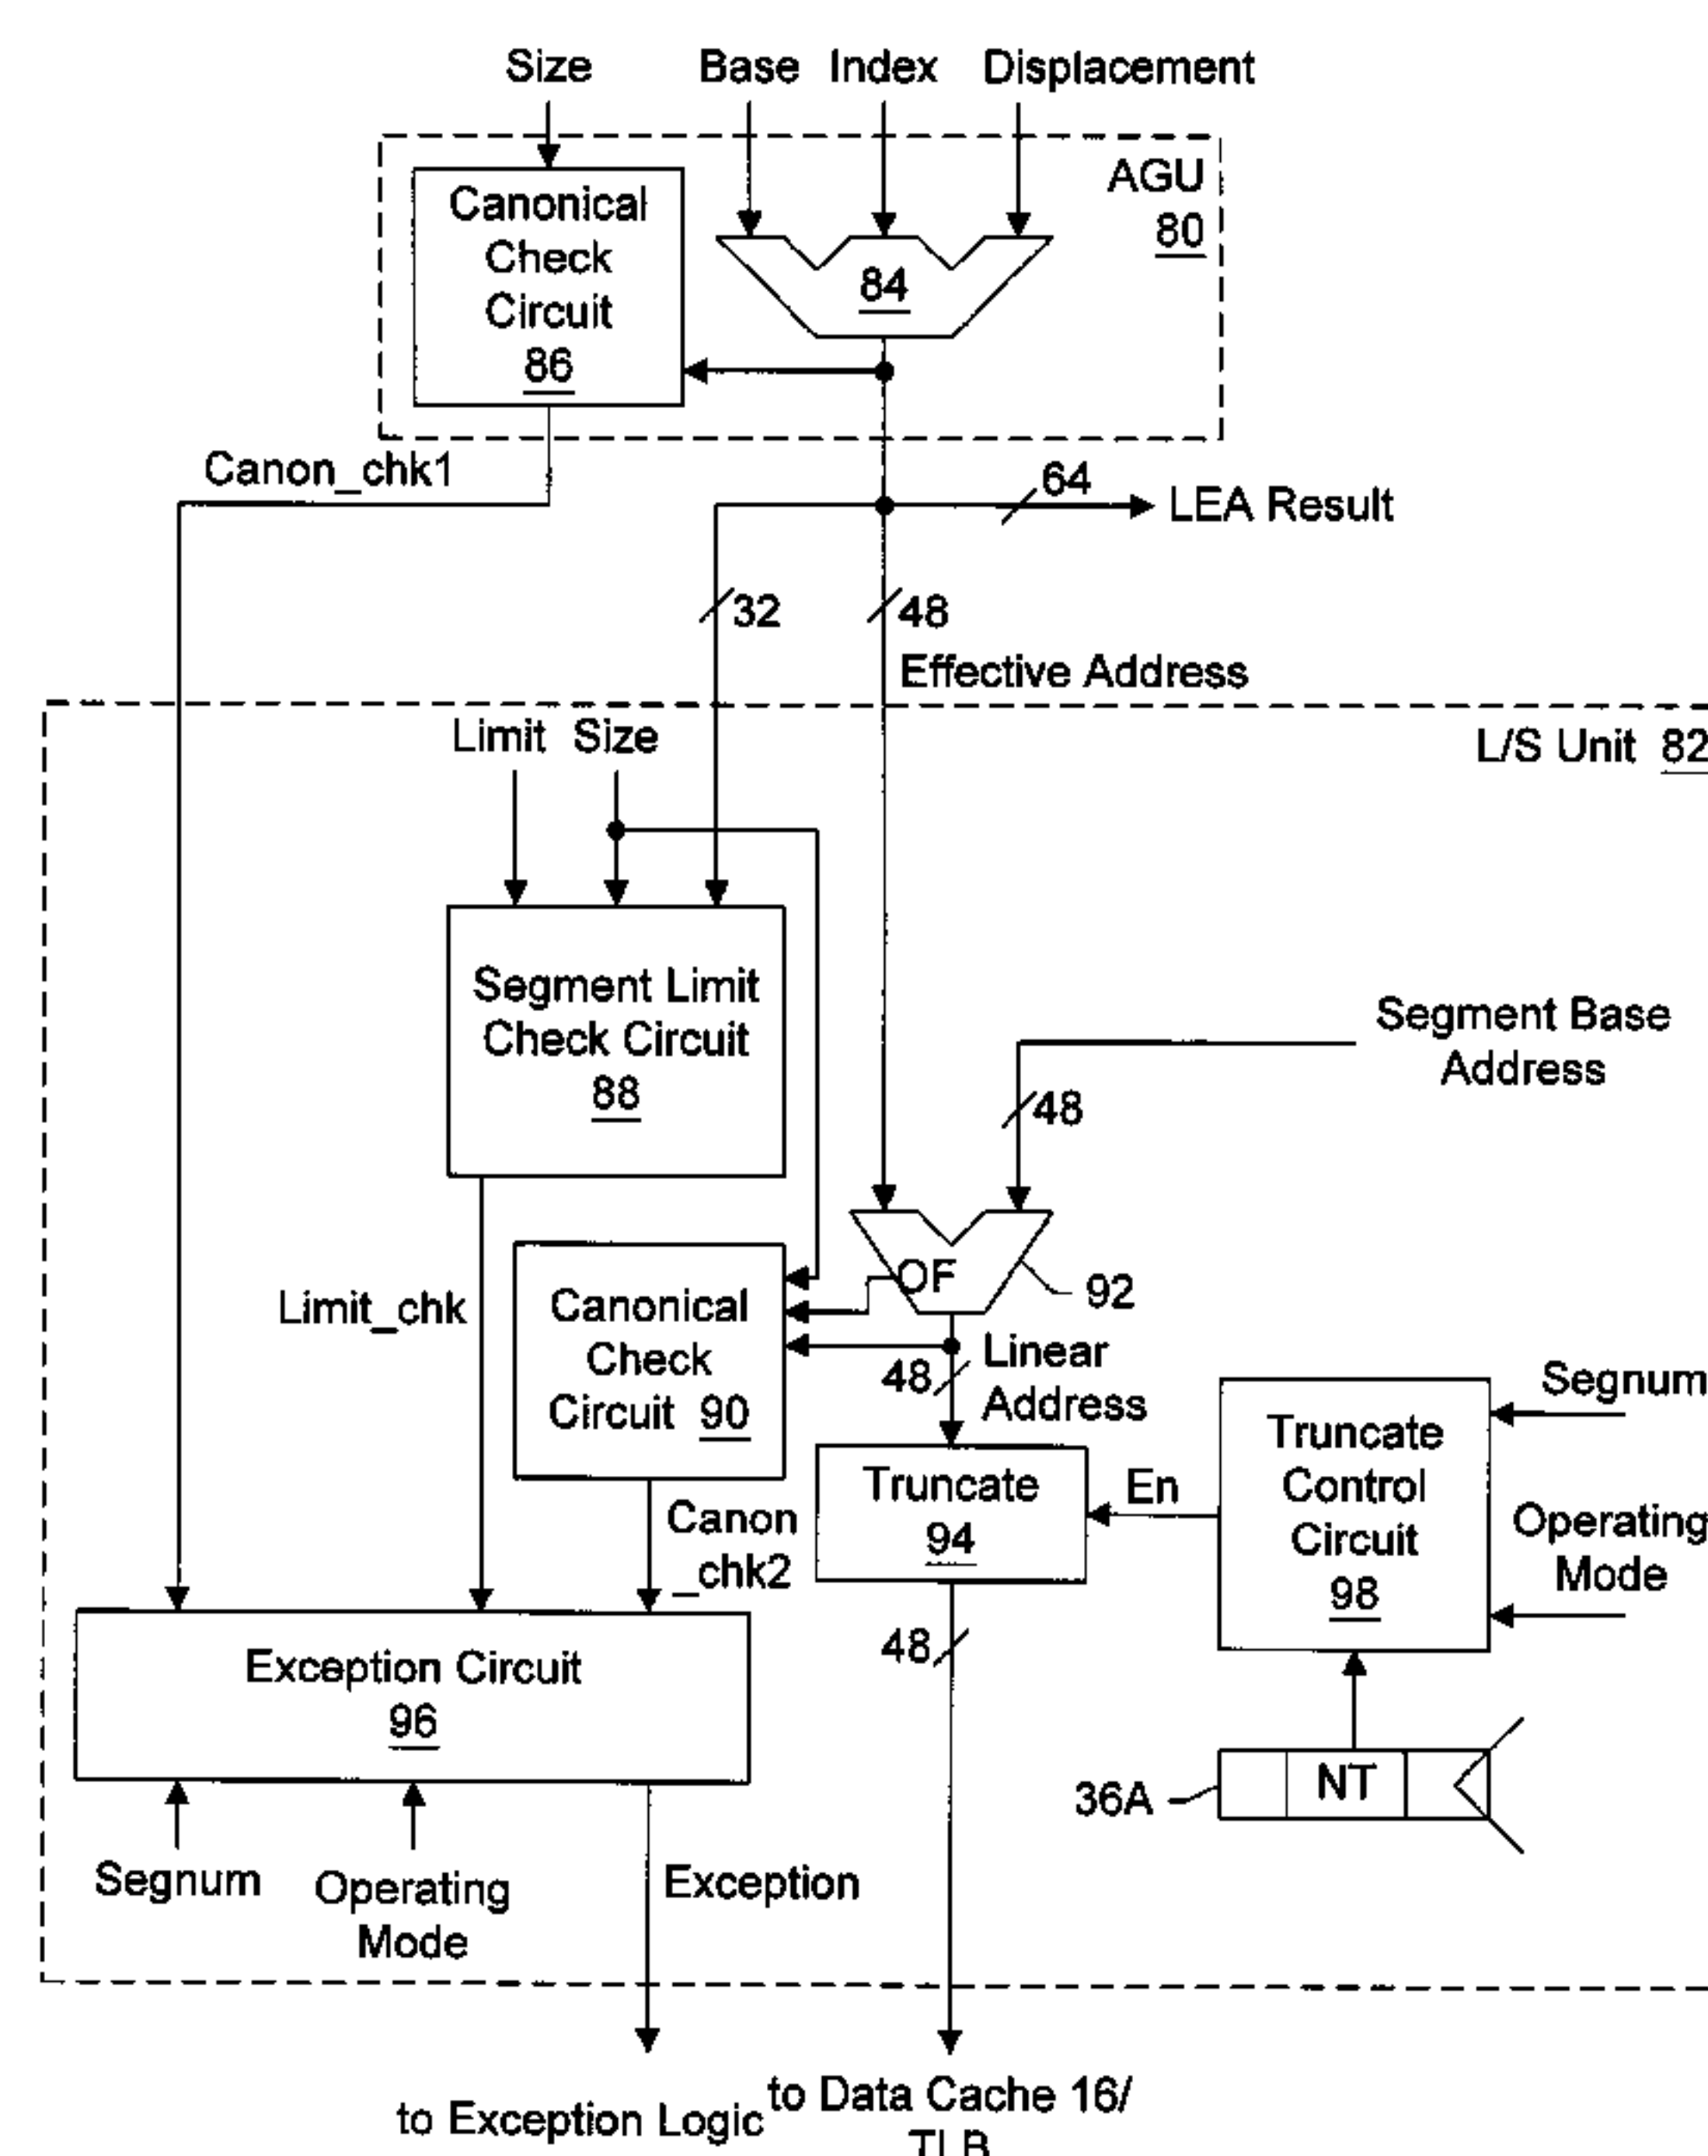 Size
Base Index Displacement
AGU
80
Canonical
Check
Circuit
86
84
Canon_chk1
64
LEA Result
32
48
Effective Address
Limit Size
L/S Unit 82
Segment Limit
Check Circuit
88
Segment Base
Address
48
OF
92
Limit_chk
Canonical
Check
Circuit 90
48
Linear
Address
Segnum
Truncate
Control
Circuit
98
Truncate
94
En
Operating
Mode
Canon
_chk2
48
Exception Circuit
96
36A
NT
Segnum
Operating
Mode
Exception
to Exception Logic
to Data Cache 16/
TLB